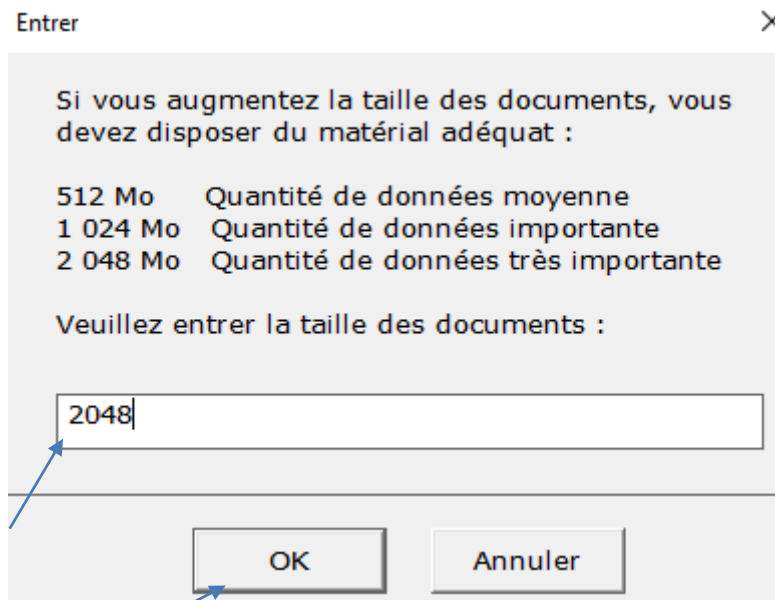 Entrer
Si vous augmentez la taille des documents, vous
devez disposer du matérial adéquat :
512 Mo Quantité de données moyenne
1 024 Mo Quantité de données importante
2 048 Mo Quantité de données très importante
Veuillez entrer la taille des documents :
2048
OK Annuler